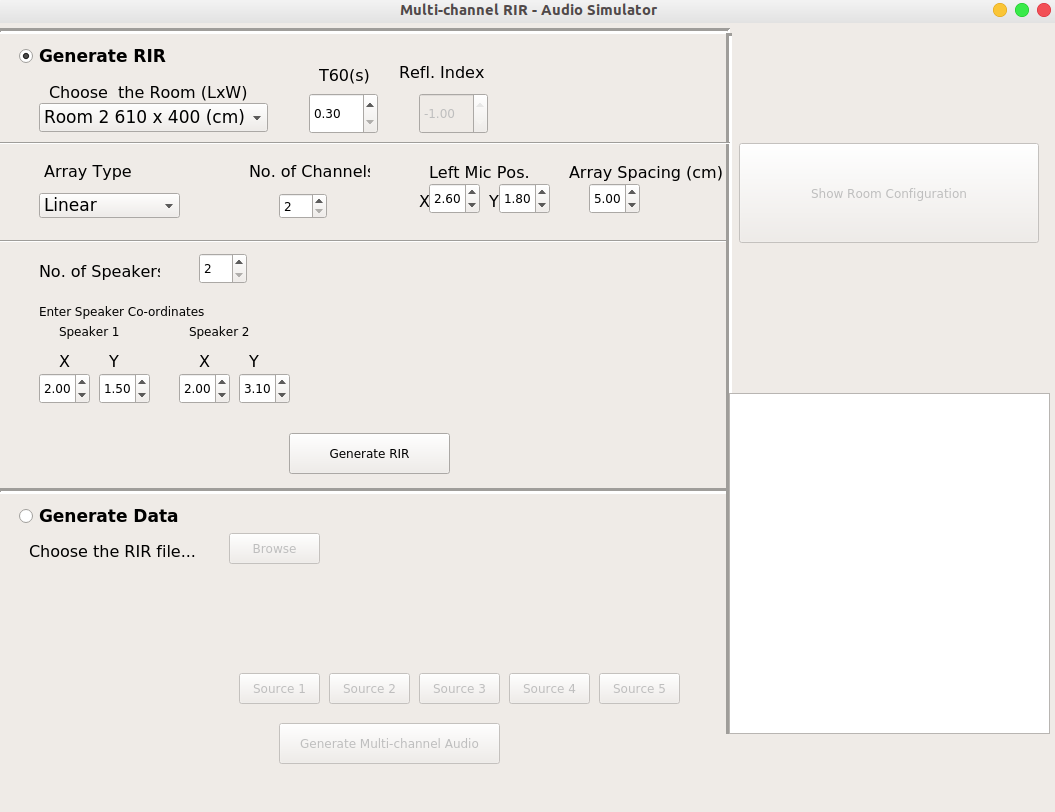 Multi-channel RIR - Audio Simulator
Generate RIR
T60(s)
Refl. Index
Choose the Room (LxW)
Room 2 610 x 400 (cm)
0.30
-1.00
Array Type
No. of Channels
Left Mic Pos.
Array Spacing (cm)
Linear
2
X 2.60
Y 1.80
5.00
Show Room Configuration
No. of Speakers
2
Enter Speaker Co-ordinates
Speaker 1
Speaker 2
X Y
X Y
2.00 1.50
2.00 3.10
Generate RIR
Generate Data
Choose the RIR file...
Browse
Source 1
Source 2
Source 3
Source 4
Source 5
Generate Multi-channel Audio